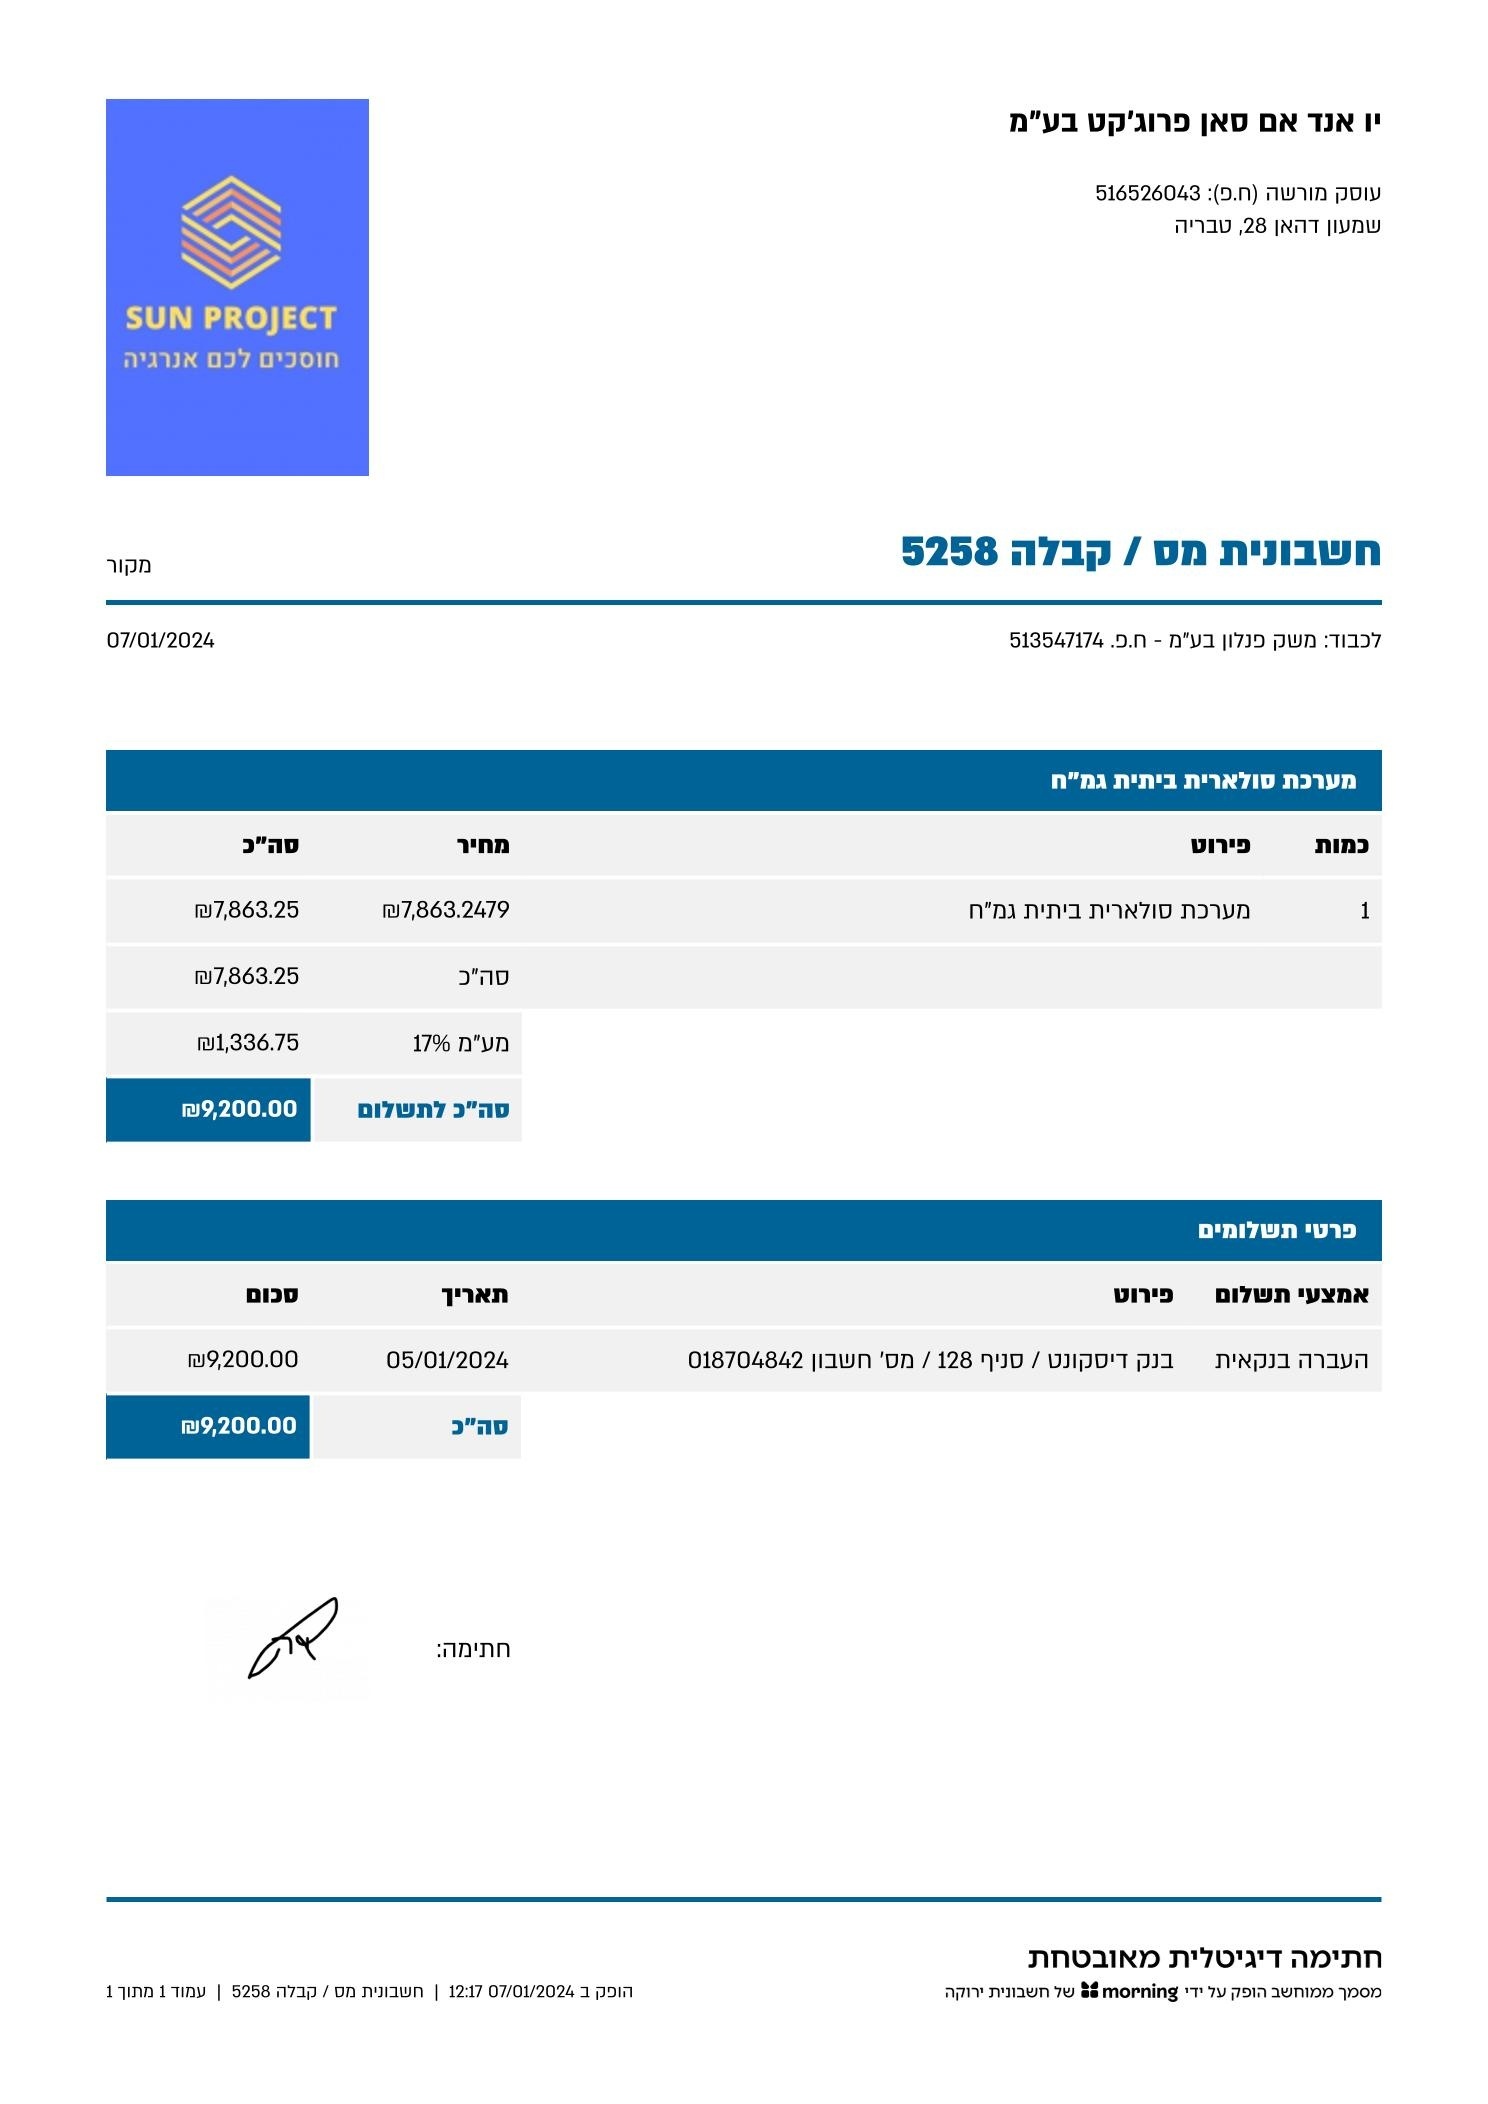 יו אנד אם סאן פרוג'קט בע"מ
עוסק מורשה (ח.פ): 516526043
שמעון דהאן 28, טבריה
SUN PROJECT
חוסכים לכם אנרגיה
חשבונית מס / קבלה 5258
מקור
לכבוד: משק פנלון בע"מ - ח.פ. 513547174
07/01/2024
מערכת סולארית ביתית גמ"ח
כמות פירוט מחיר סה"כ
1 מערכת סולארית ביתית גמ"ח ₪7,863.2479 ₪7,863.25
סה"כ ₪7,863.25
מע"מ 17% ₪1,336.75
סה"כ לתשלום ₪9,200.00
פרטי תשלומים
אמצעי תשלום פירוט תאריך סכום
העברה בנקאית בנק דיסקונט / סניף 128 / מס' חשבון 018704842 05/01/2024 ₪9,200.00
סה"כ ₪9,200.00
חתימה:
חתימה דיגיטלית מאובטחת
מסמך ממוחשב הופק על ידי morning של חשבונית ירוקה
הופק ב 07/01/2024 12:17 | חשבונית מס / קבלה 5258 | עמוד 1 מתוך 1